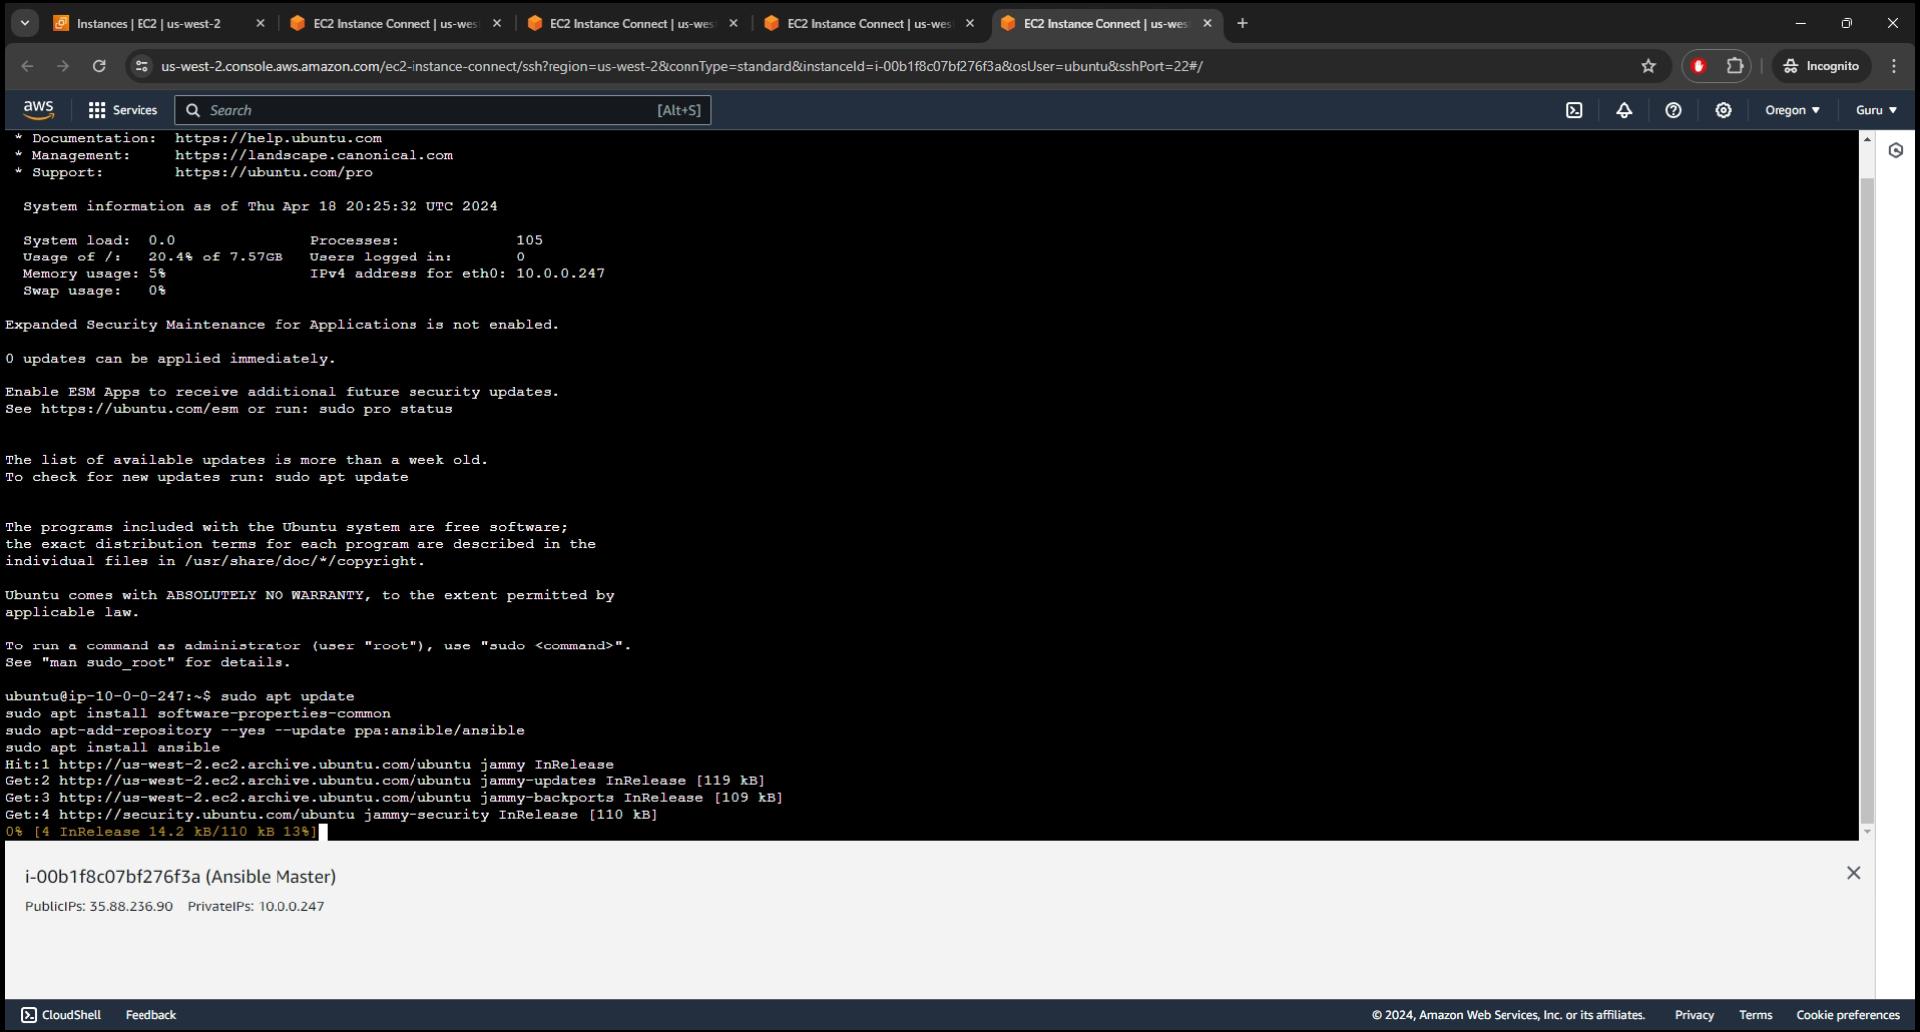 Instances | EC2 | us-west-2
EC2 Instance Connect | us-wes
EC2 Instance Connect | us-wes
EC2 Instance Connect | us-wes
EC2 Instance Connect | us-wes
us-west-2.console.aws.amazon.com/ec2-instance-connect/ssh?region=us-west-2&connType=standard&instanceId=i-00b1f8c07bf276f3a&osUser=ubuntu&sshPort=22#/
Incognito
aws
Services
Search
[Alt+S]
Oregon
Guru
* Documentation: https://help.ubuntu.com
* Management: https://landscape.canonical.com
* Support: https://ubuntu.com/pro
System information as of Thu Apr 18 20:25:32 UTC 2024
System load: 0.0 Processes: 105
Usage of /: 20.4% of 7.57GB Users logged in: 0
Memory usage: 5% IPv4 address for eth0: 10.0.0.247
Swap usage: 0%
Expanded Security Maintenance for Applications is not enabled.
0 updates can be applied immediately.
Enable ESM Apps to receive additional future security updates.
See https://ubuntu.com/esm or run: sudo pro status
The list of available updates is more than a week old.
To check for new updates run: sudo apt update
The programs included with the Ubuntu system are free software;
the exact distribution terms for each program are described in the
individual files in /usr/share/doc/*/copyright.
Ubuntu comes with ABSOLUTELY NO WARRANTY, to the extent permitted by
applicable law.
To run a command as administrator (user "root"), use "sudo <command>".
See "man sudo_root" for details.
ubuntu@ip-10-0-0-247:~$ sudo apt update
sudo apt install software-properties-common
sudo apt-add-repository --yes --update ppa:ansible/ansible
sudo apt install ansible
Hit:1 http://us-west-2.ec2.archive.ubuntu.com/ubuntu jammy InRelease
Get:2 http://us-west-2.ec2.archive.ubuntu.com/ubuntu jammy-updates InRelease [119 kB]
Get:3 http://us-west-2.ec2.archive.ubuntu.com/ubuntu jammy-backports InRelease [109 kB]
Get:4 http://security.ubuntu.com/ubuntu jammy-security InRelease [110 kB]
0% [4 InRelease 14.2 kB/110 kB 13%]
i-00b1f8c07bf276f3a (Ansible Master)
PublicIPs: 35.88.236.90 PrivateIPs: 10.0.0.247
CloudShell
Feedback
© 2024, Amazon Web Services, Inc. or its affiliates.
Privacy
Terms
Cookie preferences